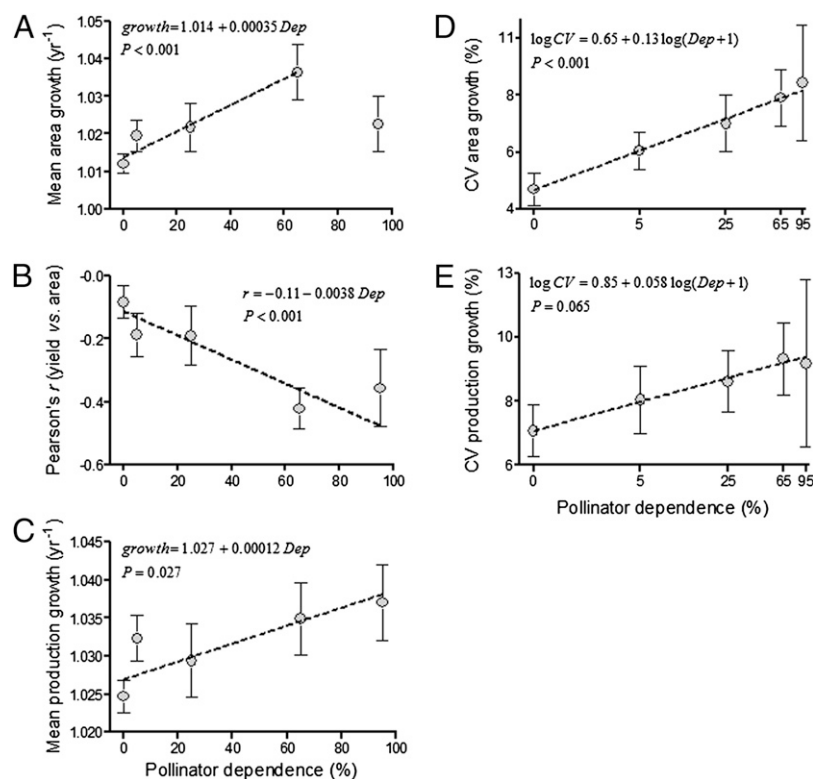 A
growth=1.014+0.00035 Dep
P < 0.001
Mean area growth (yr⁻¹)
1.05
1.04
1.03
1.02
1.01
1.00
0 20 40 60 80 100
B
r = −0.11−0.0038 Dep
P < 0.001
Pearson's r (yield vs. area)
-0.0
-0.2
-0.4
-0.6
0 20 40 60 80 100
C
growth=1.027+0.00012 Dep
P = 0.027
Mean production growth (yr⁻¹)
1.045
1.040
1.035
1.030
1.025
1.020
0 20 40 60 80 100
Pollinator dependence (%)
D
log CV = 0.65+0.13log(Dep+1)
P < 0.001
CV area growth (%)
12
10
8
6
4
0 5 25 65 95
E
log CV = 0.85+0.058 log(Dep+1)
P = 0.065
CV production growth (%)
13
12
11
10
9
8
7
6
0 5 25 65 95
Pollinator dependence (%)